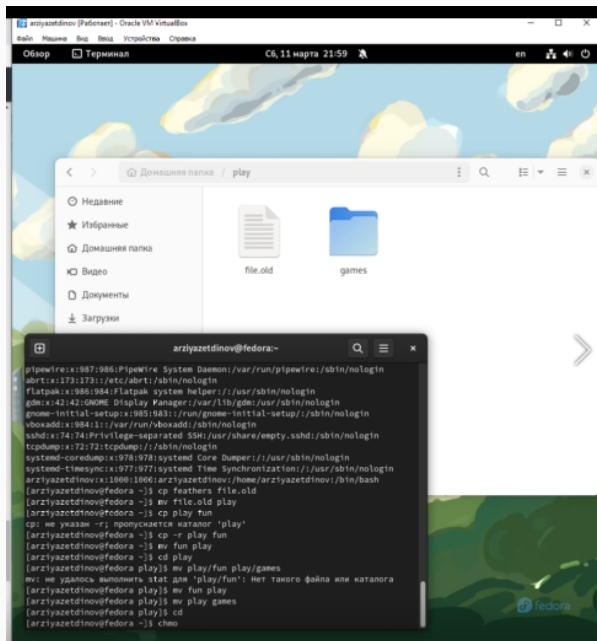 arziyazetdinov [Работает] - Oracle VM VirtualBox
Файл Машина Вид Ввод Устройства Справка
Обзор Терминал Сб, 11 марта 21:59 en
Домашняя папка / play
Недавние
Избранные
Домашняя папка
Видео
Документы
Загрузки
file.old games
arziyazetdinov@fedora:~
pipewire:x:987:986:PipeWire System Daemon:/var/run/pipewire:/sbin/nologin
abrt:x:173:173::/etc/abrt:/sbin/nologin
flatpak:x:986:984:Flatpak system helper:/:/usr/sbin/nologin
gdm:x:42:42:GNOME Display Manager:/var/lib/gdm:/usr/sbin/nologin
gnome-initial-setup:x:985:983::/run/gnome-initial-setup/:/sbin/nologin
vboxadd:x:984:1::/var/run/vboxadd:/sbin/nologin
sshd:x:74:74:Privilege-separated SSH:/usr/share/empty.sshd:/sbin/nologin
tcpdump:x:72:72:tcpdump:/:/sbin/nologin
systemd-coredump:x:978:978:systemd Core Dumper:/:/usr/sbin/nologin
systemd-timesync:x:977:977:systemd Time Synchronization:/:/usr/sbin/nologin
arziyazetdinov:x:1000:1000:arziyazetdinov:/home/arziyazetdinov:/bin/bash
[arziyazetdinov@fedora ~]$ cp feathers file.old
[arziyazetdinov@fedora ~]$ mv file.old play
[arziyazetdinov@fedora ~]$ cp play fun
cp: не указан -r; пропускается каталог 'play'
[arziyazetdinov@fedora ~]$ cp -r play fun
[arziyazetdinov@fedora ~]$ mv fun play
[arziyazetdinov@fedora ~]$ cd play
[arziyazetdinov@fedora play]$ mv play/fun play/games
mv: не удалось выполнить stat для 'play/fun': Нет такого файла или каталога
[arziyazetdinov@fedora play]$ mv fun play
[arziyazetdinov@fedora play]$ mv play games
[arziyazetdinov@fedora play]$ cd
[arziyazetdinov@fedora ~]$ chmo
fedora